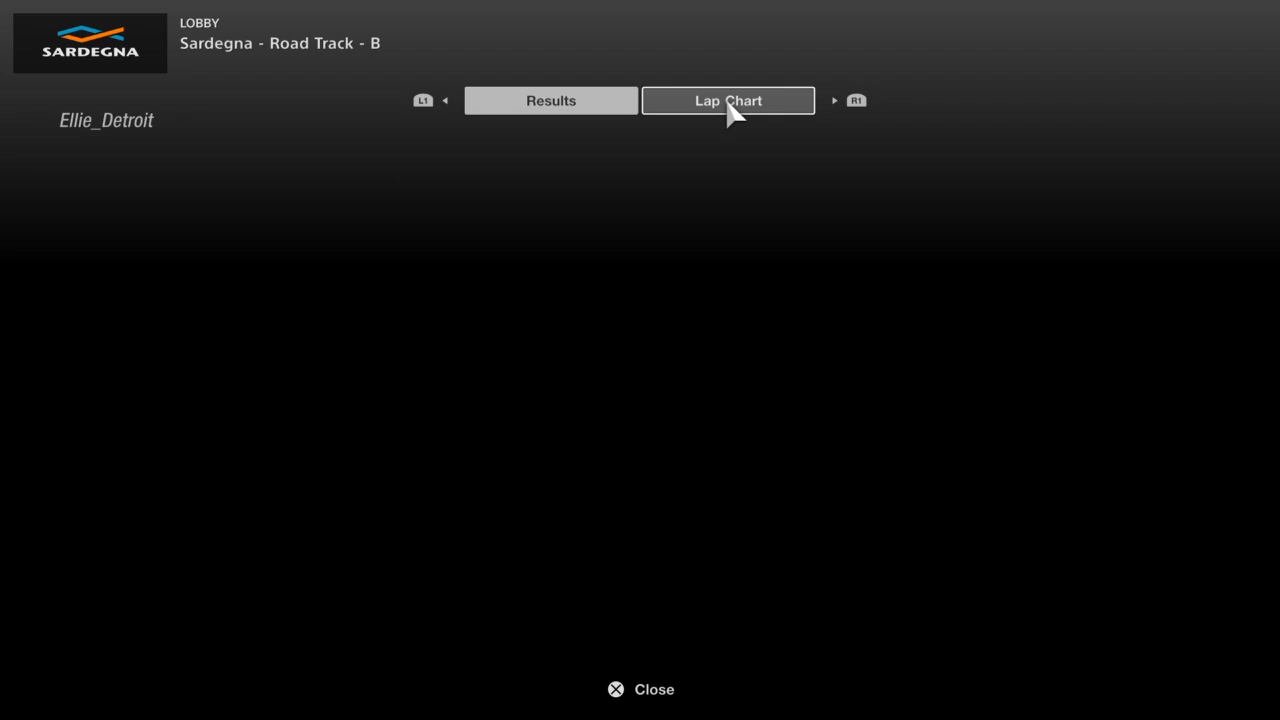 SARDEGNA
LOBBY
Sardegna - Road Track - B
L1
Results
Lap Chart
R1
Ellie_Detroit
Close